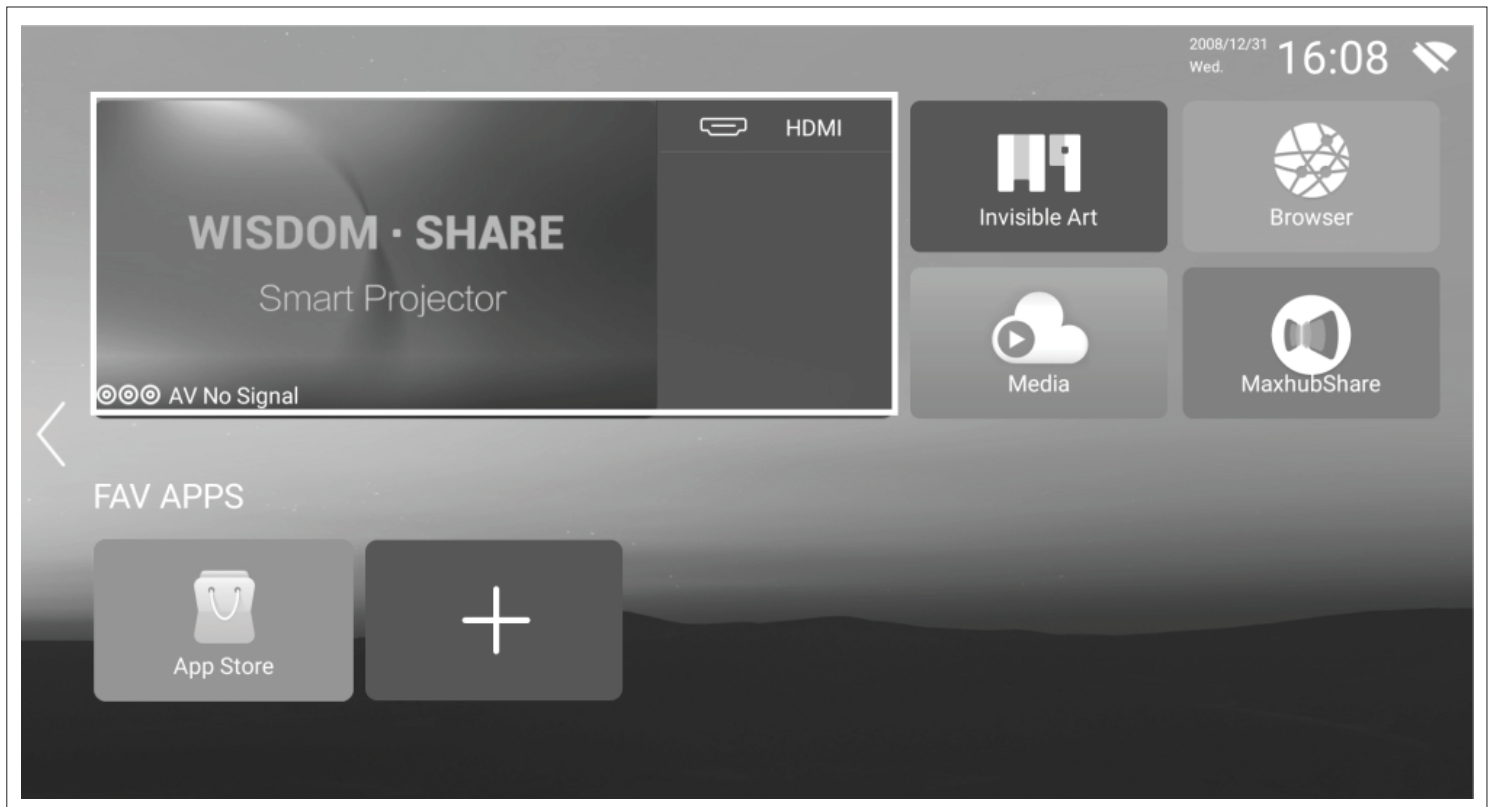 2008/12/31
Wed.
16:08
HDMI
WISDOM · SHARE
Smart Projector
AV No Signal
Invisible Art
Browser
Media
MaxhubShare
FAV APPS
App Store